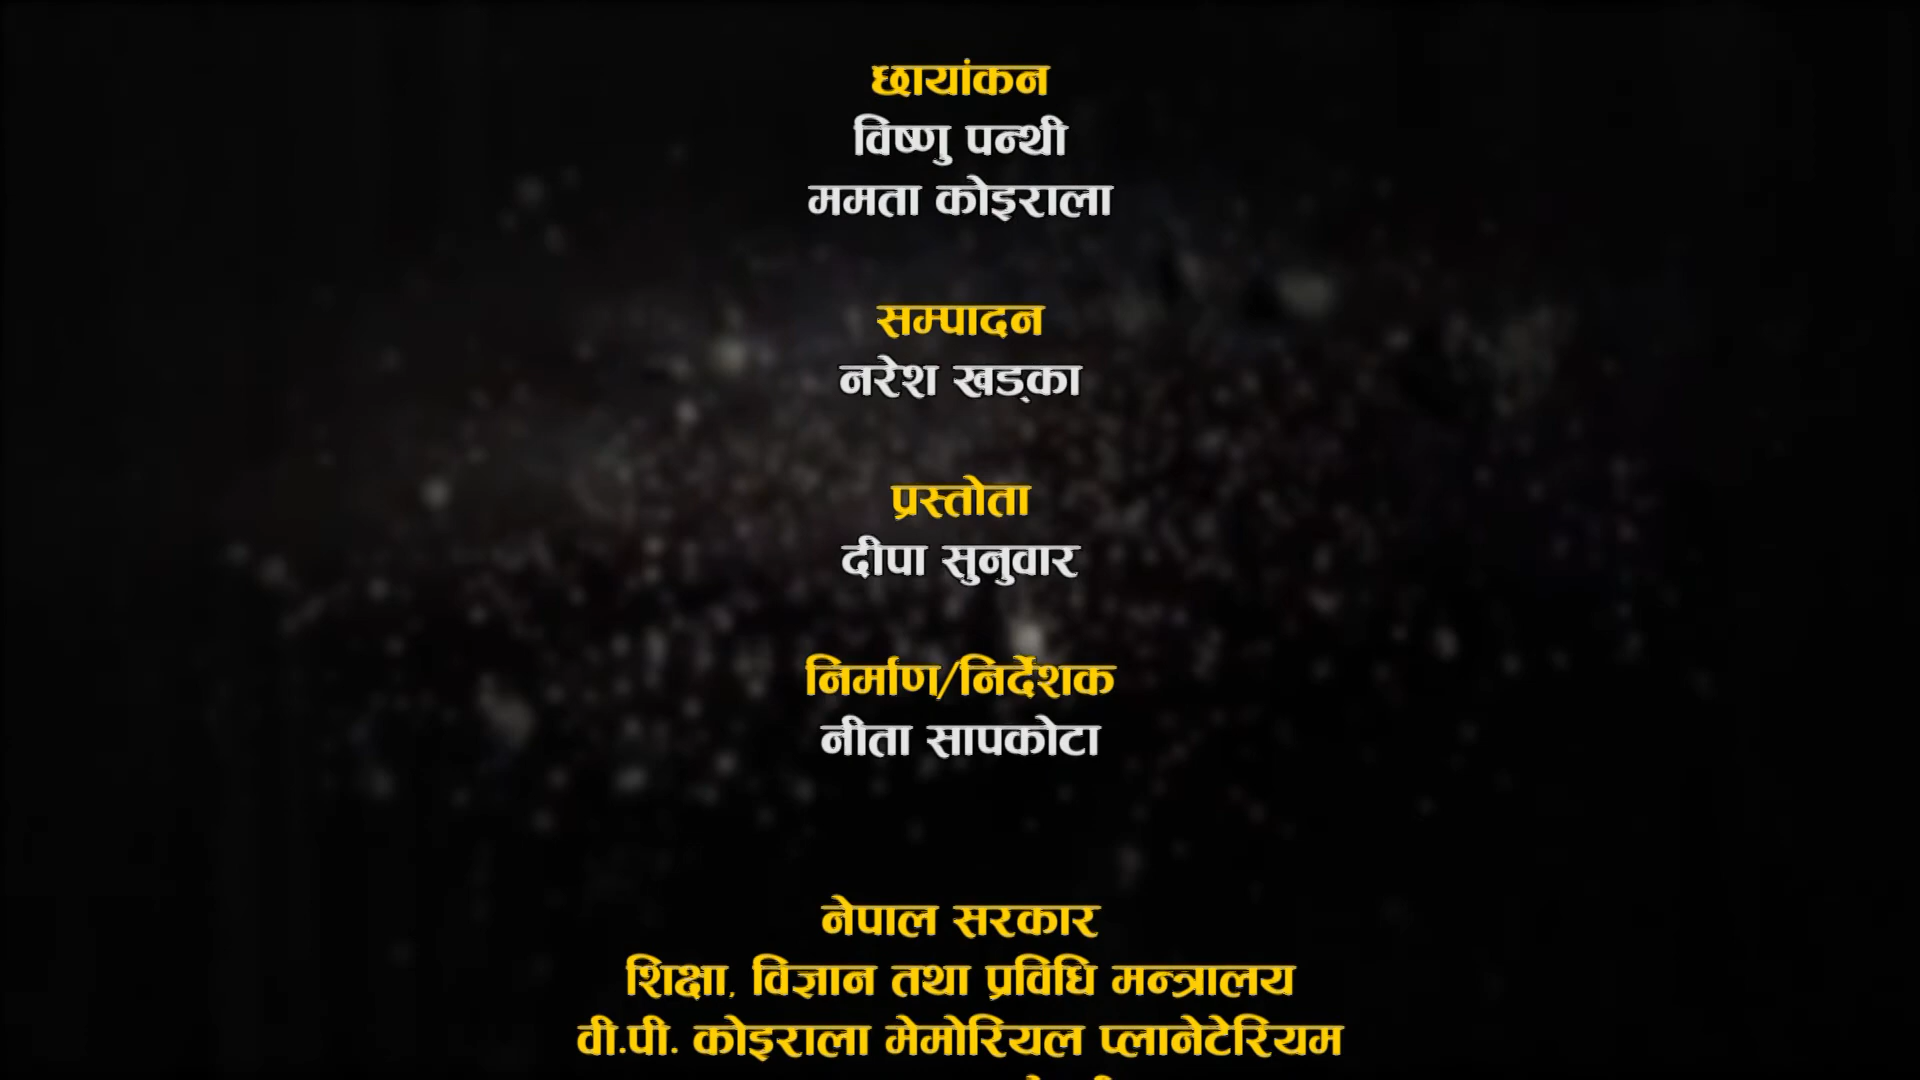 छायांकन
विष्णु पन्थी
ममता कोइराला
सम्पादन
नरेश खड्का
प्रस्तोता
दीपा सुनुवार
निर्माण/निर्देशक
नीता सापकोटा
नेपाल सरकार
शिक्षा, विज्ञान तथा प्रविधि मन्त्रालय
वी.पी. कोइराला मेमोरियल प्लानेटेरियम